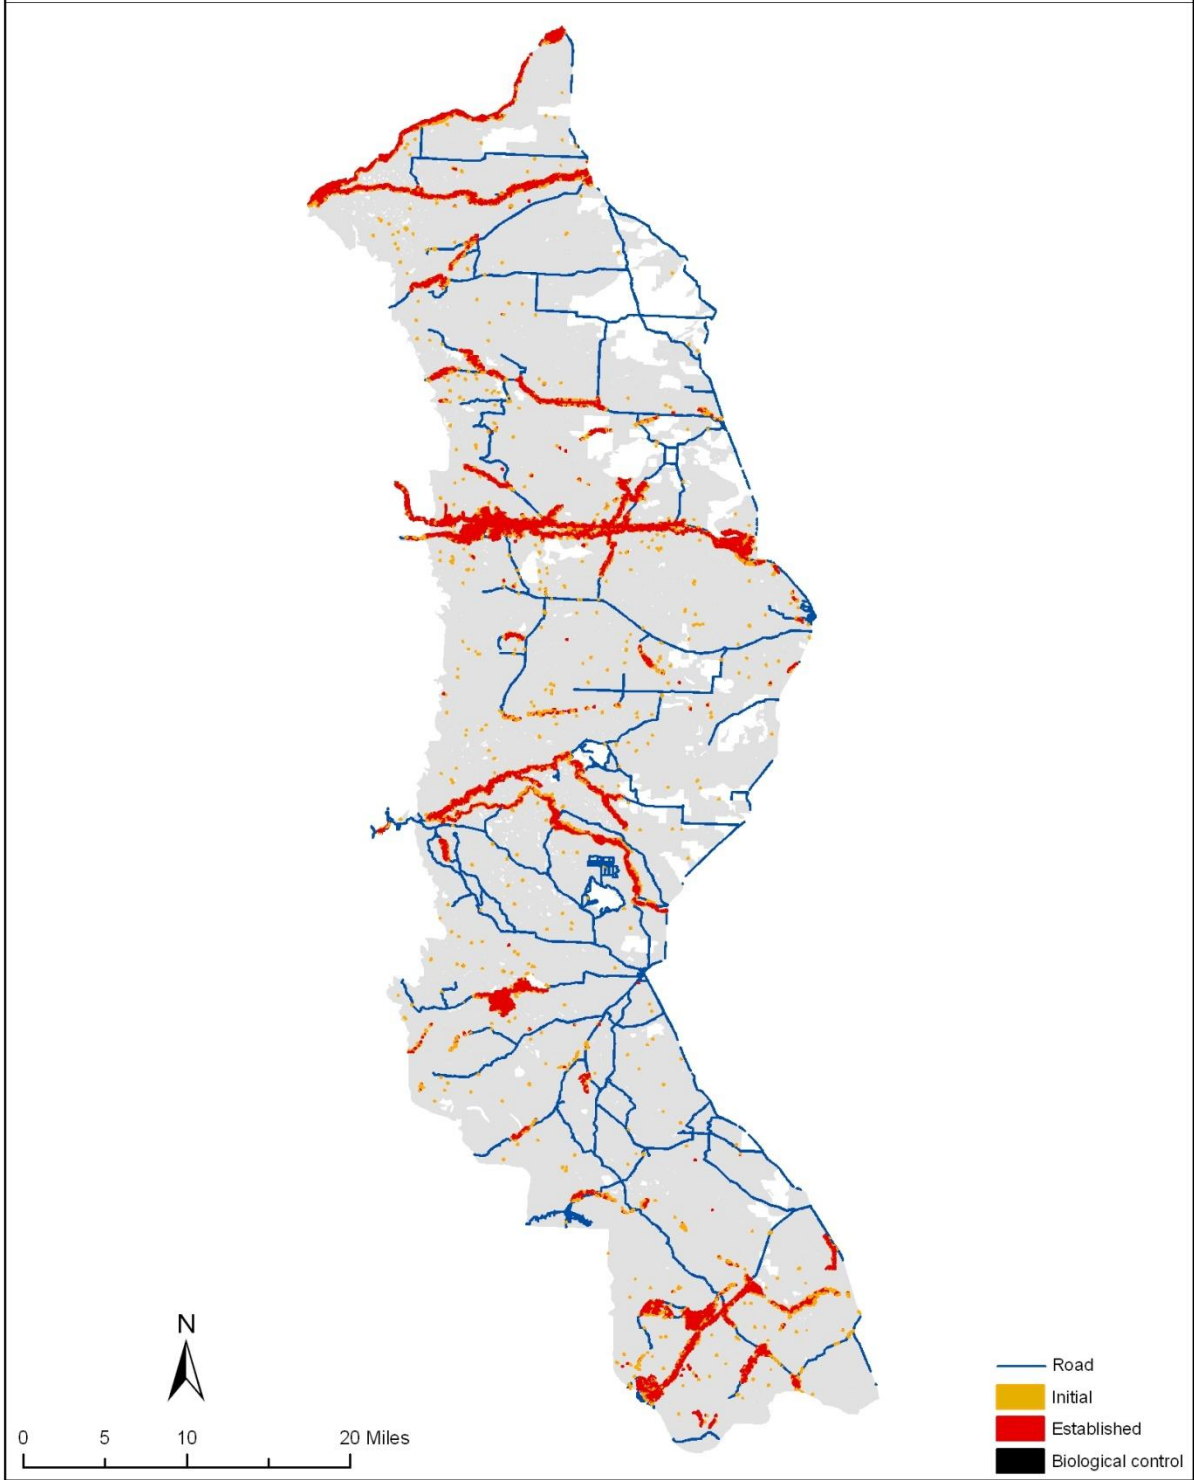 N
0 5 10 20 Miles
Road
Initial
Established
Biological control